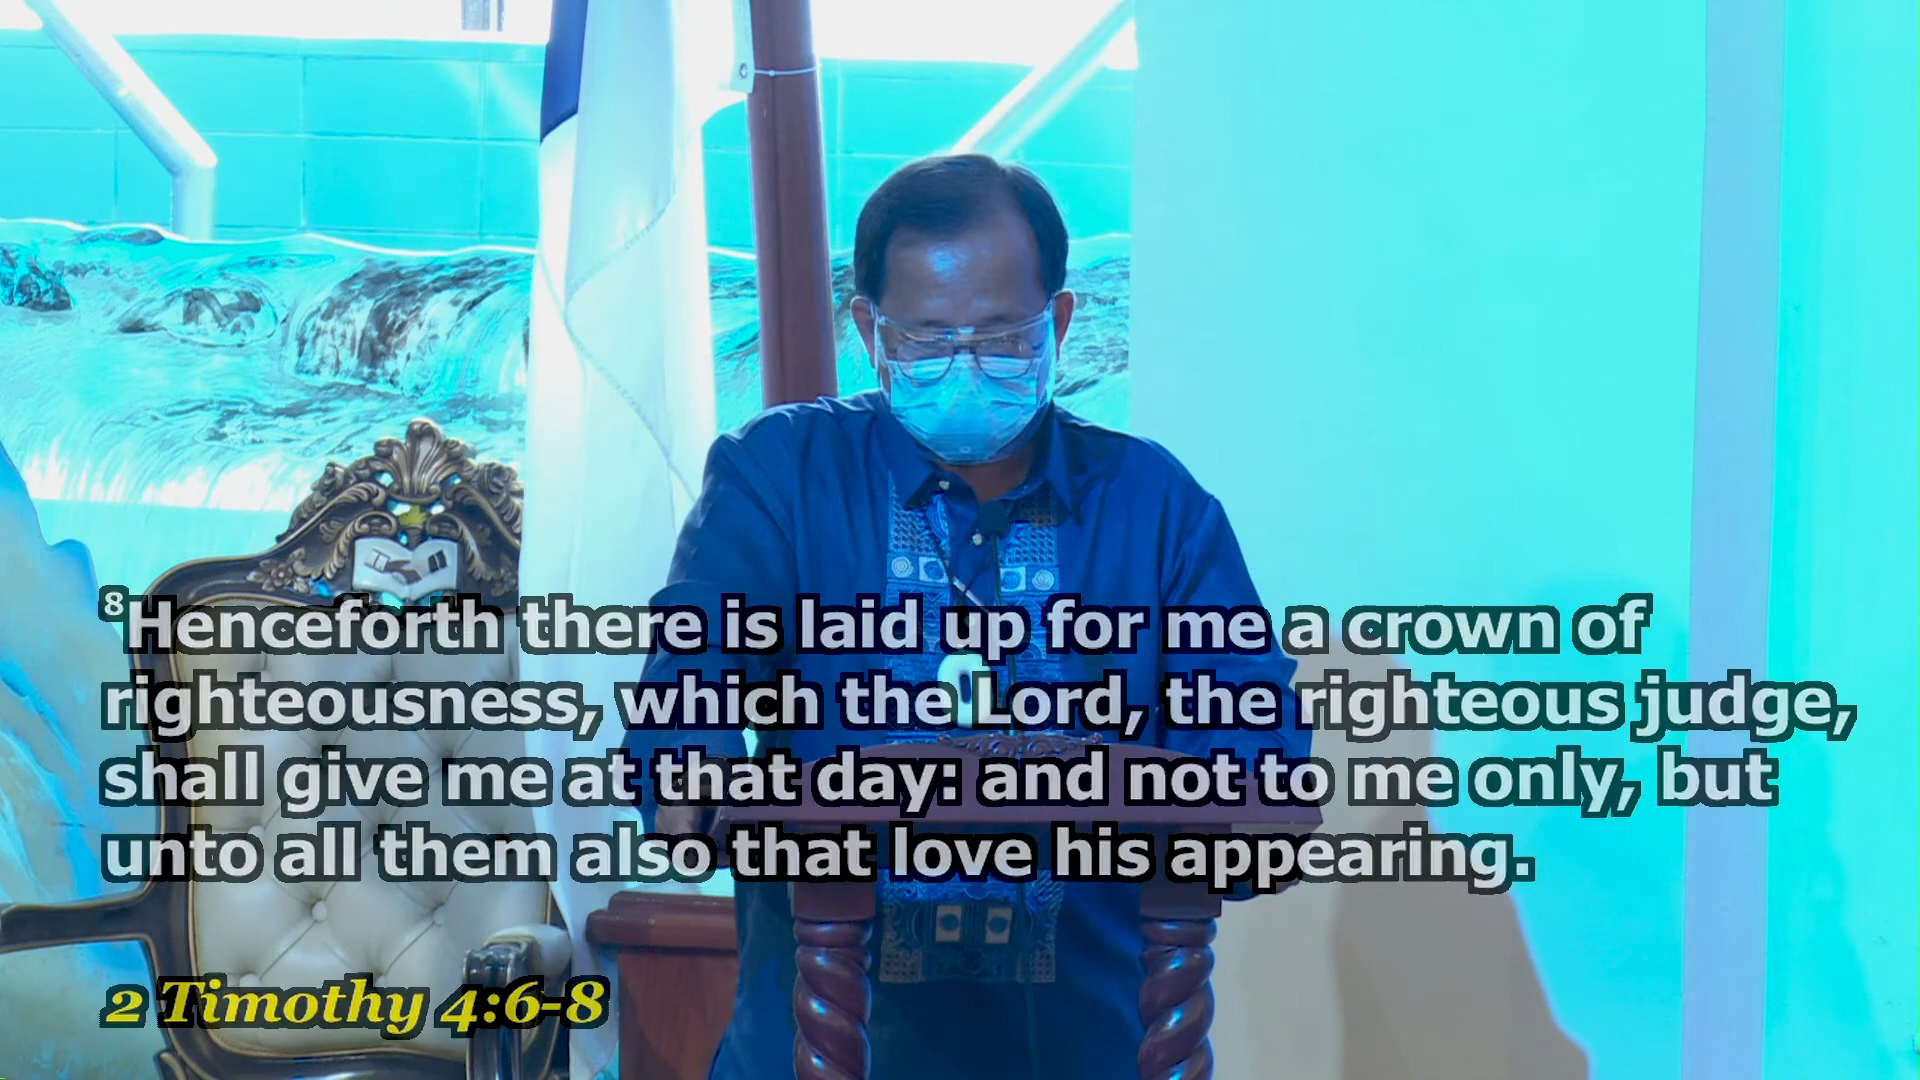 ⁸Henceforth there is laid up for me a crown of
righteousness, which the Lord, the righteous judge,
shall give me at that day: and not to me only, but
unto all them also that love his appearing.
2 Timothy 4:6-8